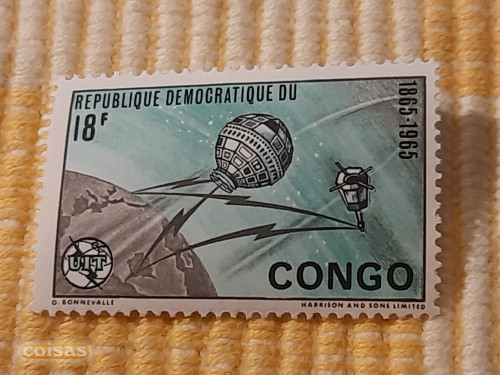 REPUBLIQUE DEMOCRATIQUE DU
18F
1865-1965
UIT
CONGO
O. BONNEVALLE
HARRISON AND SONS LIMITED
coisas